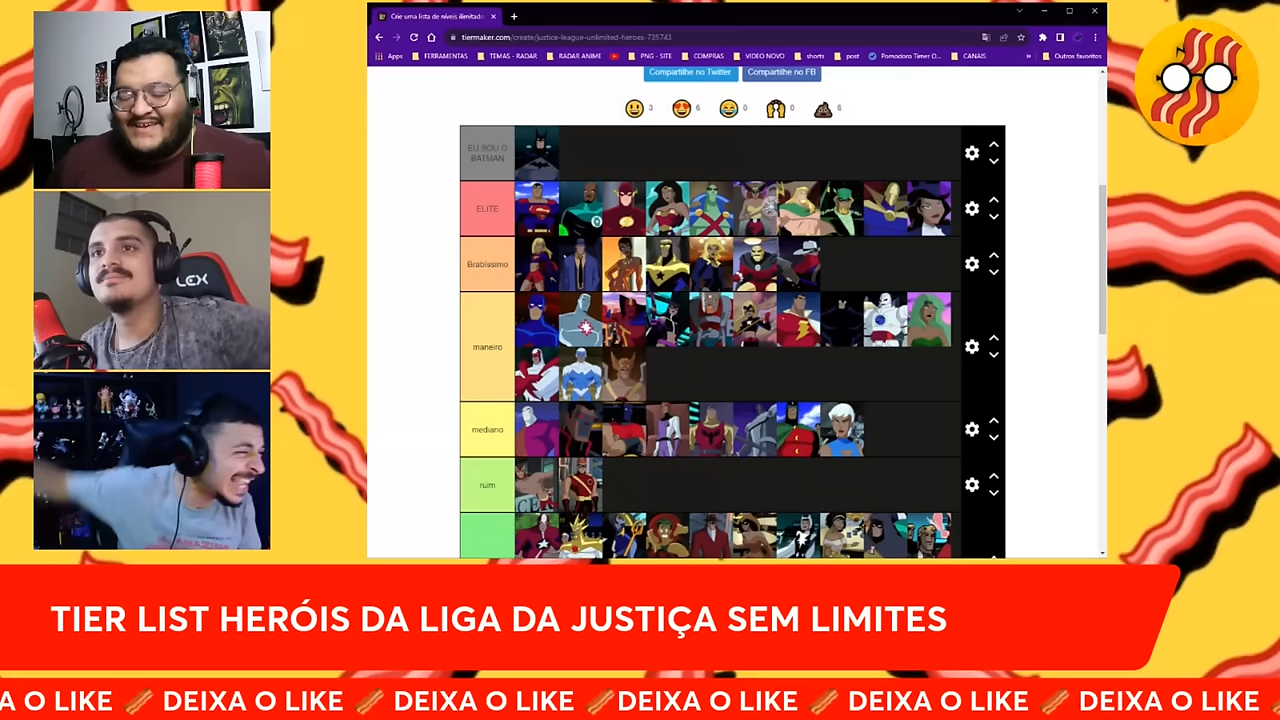 Crie uma lista de níveis ilimitado
tiermaker.com/create/justice-league-unlimited-heroes-735743
Apps FERRAMENTAS TEMAS - RADAR RADAR ANIME PNG - SITE COMPRAS VIDEO NOVO shorts post Pomodoro Timer O... CANAIS » Outros favoritos
Compartilhe no Twitter Compartilhe no FB
3 6 0 0 6
EU SOU O
BATMAN
ELITE
LEX
Brabissimo
maneiro
mediano
ruim
TIER LIST HERÓIS DA LIGA DA JUSTIÇA SEM LIMITES
A O LIKE DEIXA O LIKE DEIXA O LIKE DEIXA O LIKE DEIXA O LIKE DEIXA O LIKE